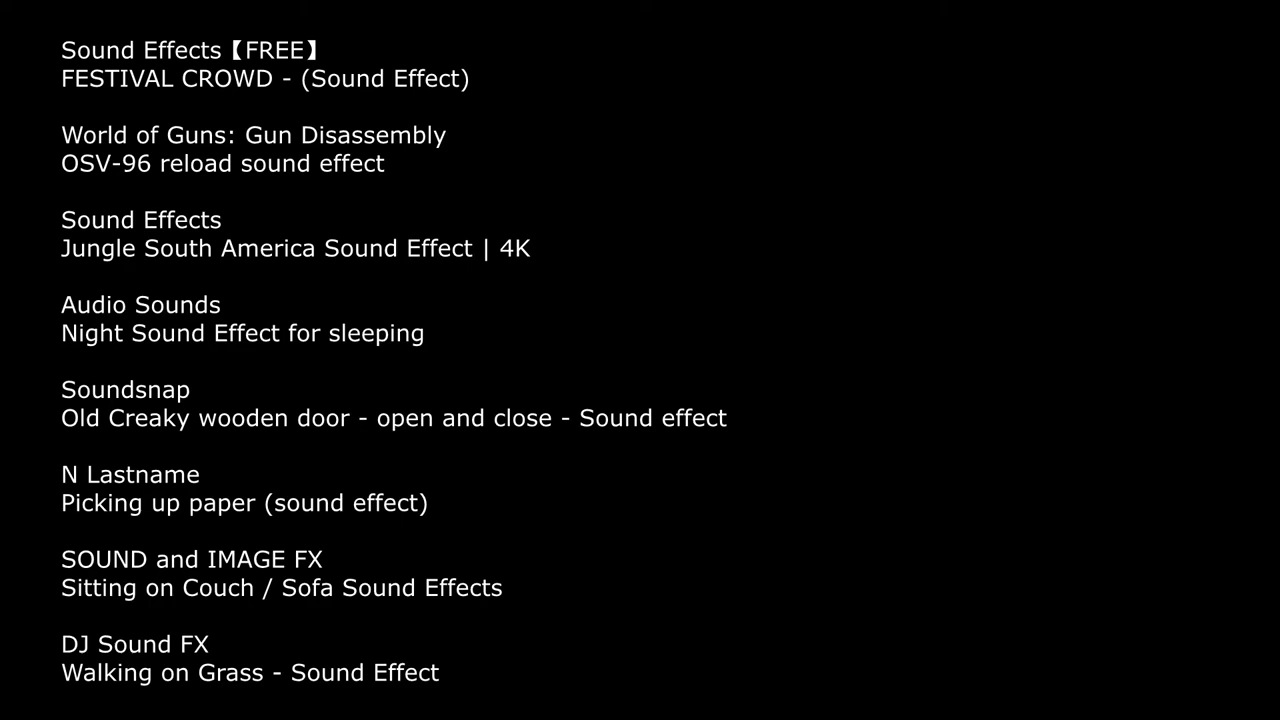 Sound Effects【FREE】
FESTIVAL CROWD - (Sound Effect)
World of Guns: Gun Disassembly
OSV-96 reload sound effect
Sound Effects
Jungle South America Sound Effect | 4K
Audio Sounds
Night Sound Effect for sleeping
Soundsnap
Old Creaky wooden door - open and close - Sound effect
N Lastname
Picking up paper (sound effect)
SOUND and IMAGE FX
Sitting on Couch / Sofa Sound Effects
DJ Sound FX
Walking on Grass - Sound Effect